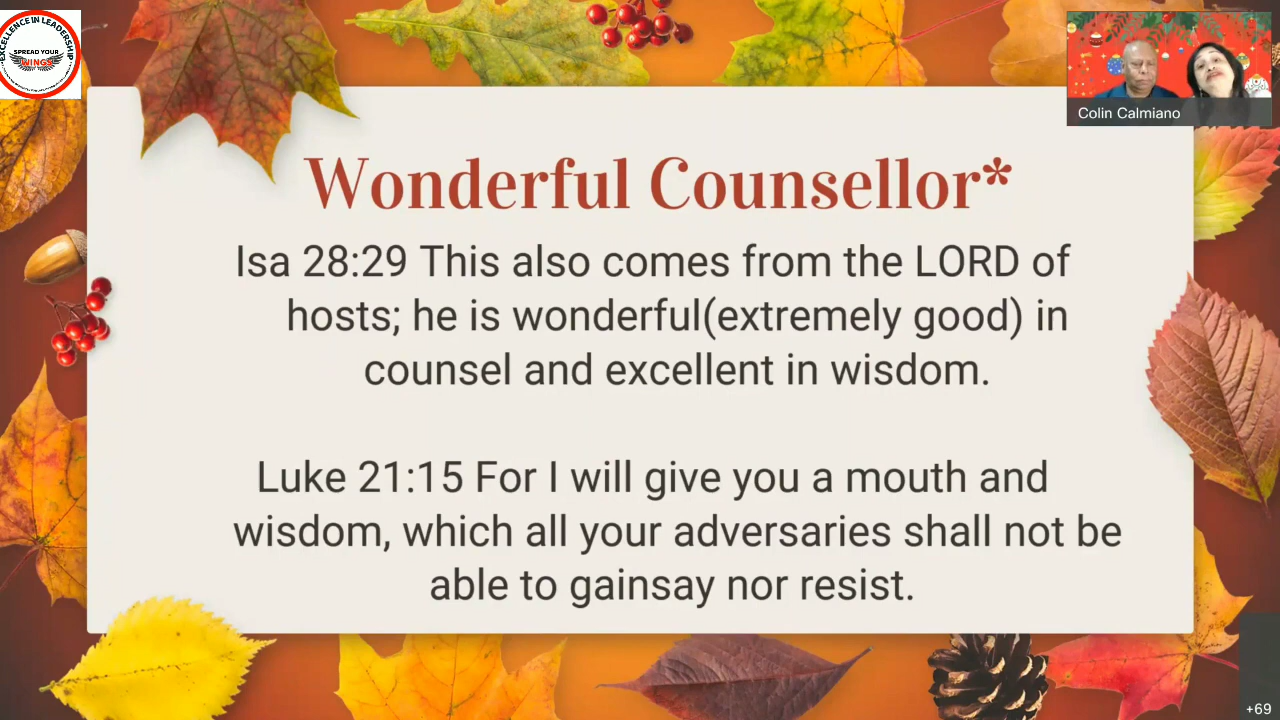 EXCELLENCE IN LEADERSHIP
SPREAD YOUR
WINGS
Colin Calmiano
Wonderful Counsellor*
Isa 28:29 This also comes from the LORD of
hosts; he is wonderful(extremely good) in
counsel and excellent in wisdom.
Luke 21:15 For I will give you a mouth and
wisdom, which all your adversaries shall not be
able to gainsay nor resist.
+69